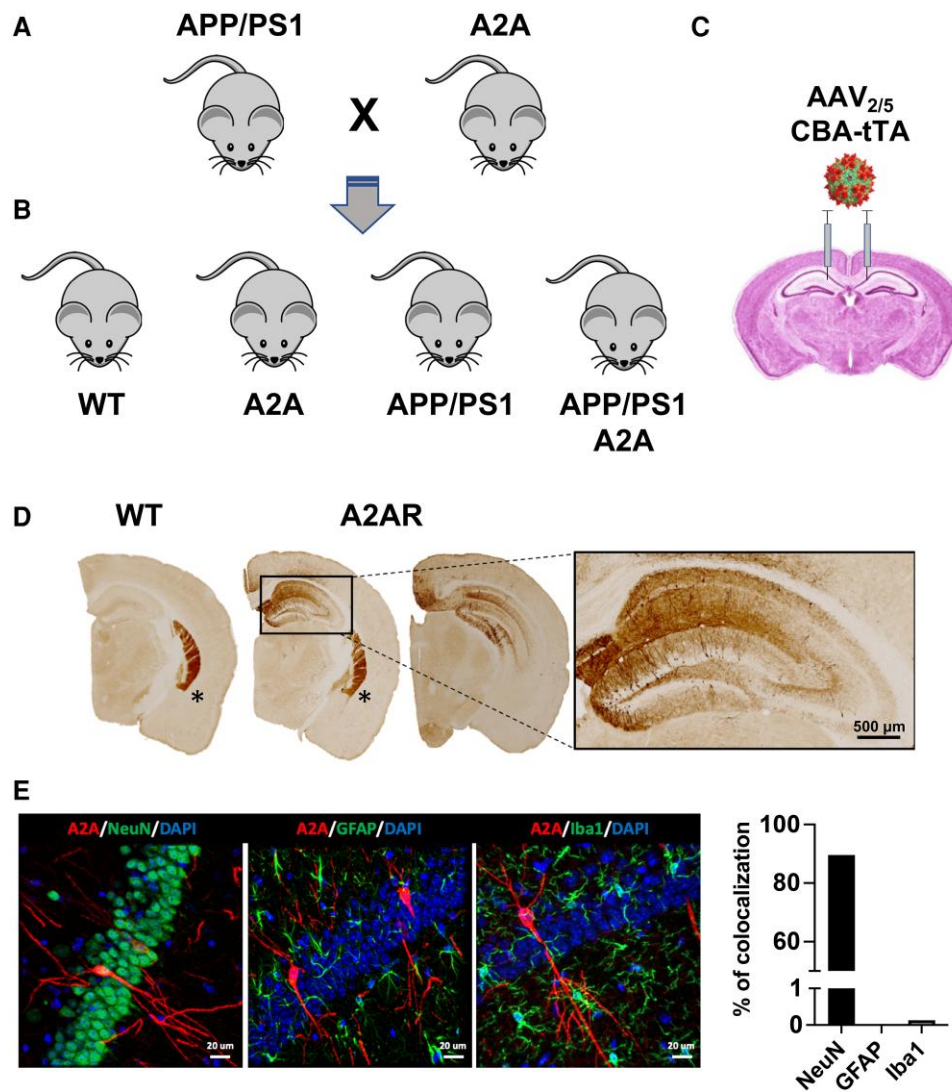 A
APP/PS1
A2A
X
C
AAV2/5
CBA-tTA
B
WT
A2A
APP/PS1
APP/PS1
A2A
D
WT
A2AR
*
*
500 µm
E
A2A/NeuN/DAPI
A2A/GFAP/DAPI
A2A/Iba1/DAPI
20 um
20 um
20 um
% of colocalization
100
80
60
1
0
NeuN
GFAP
Iba1